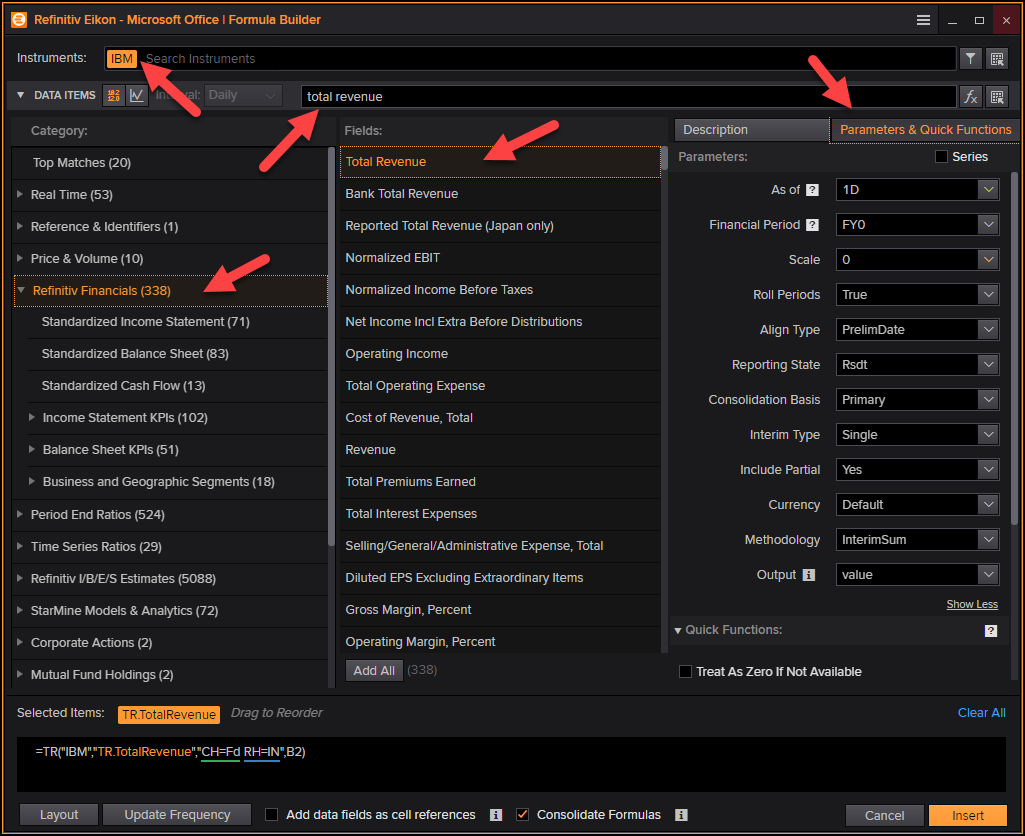 Refinitiv Eikon - Microsoft Office | Formula Builder
Instruments: IBM Search Instruments
DATA ITEMS Interval: Daily total revenue
Category:
Top Matches (20)
Real Time (53)
Reference & Identifiers (1)
Price & Volume (10)
Refinitiv Financials (338)
Standardized Income Statement (71)
Standardized Balance Sheet (83)
Standardized Cash Flow (13)
Income Statement KPIs (102)
Balance Sheet KPIs (51)
Business and Geographic Segments (18)
Period End Ratios (524)
Time Series Ratios (29)
Refinitiv I/B/E/S Estimates (5088)
StarMine Models & Analytics (72)
Corporate Actions (2)
Mutual Fund Holdings (2)
Fields:
Total Revenue
Bank Total Revenue
Reported Total Revenue (Japan only)
Normalized EBIT
Normalized Income Before Taxes
Net Income Incl Extra Before Distributions
Operating Income
Total Operating Expense
Cost of Revenue, Total
Revenue
Total Premiums Earned
Total Interest Expenses
Selling/General/Administrative Expense, Total
Diluted EPS Excluding Extraordinary Items
Gross Margin, Percent
Operating Margin, Percent
Add All (338)
Description Parameters & Quick Functions
Parameters: Series
As of ? 1D
Financial Period ? FY0
Scale 0
Roll Periods True
Align Type PrelimDate
Reporting State Rsdt
Consolidation Basis Primary
Interim Type Single
Include Partial Yes
Currency Default
Methodology InterimSum
Output i value
Show Less
Quick Functions: ?
Treat As Zero If Not Available
Selected Items: TR.TotalRevenue Drag to Reorder Clear All
=TR("IBM","TR.TotalRevenue","CH=Fd RH=IN",B2)
Layout Update Frequency Add data fields as cell references i Consolidate Formulas i Cancel Insert